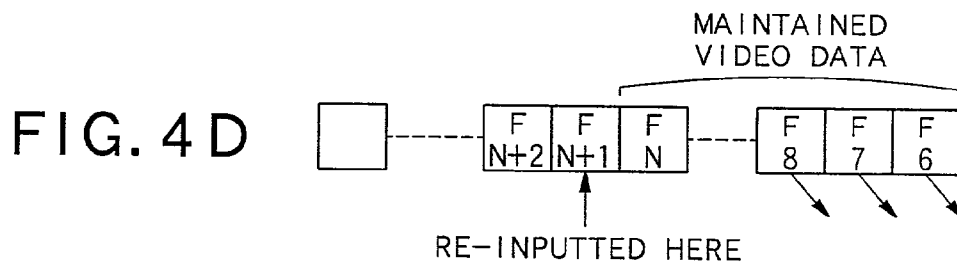 MAINTAINED
VIDEO DATA
FIG. 4D
F F F F F F
N+2 N+1 N 8 7 6
RE-INPUTTED HERE